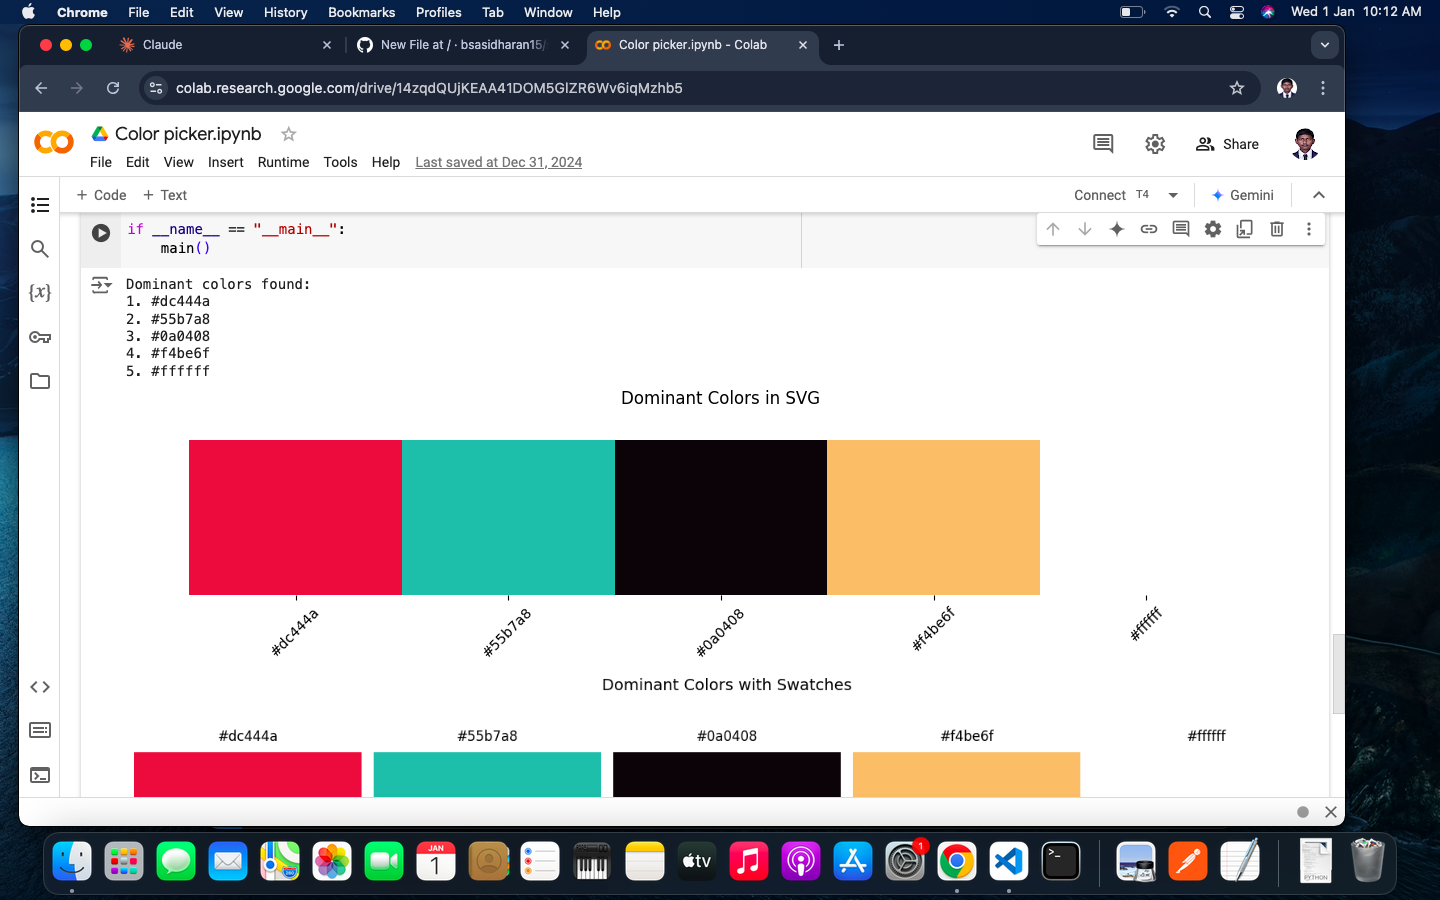 Chrome File Edit View History Bookmarks Profiles Tab Window Help Wed 1 Jan 10:12 AM
Claude New File at / · bsasidharan15/ Color picker.ipynb - Colab
colab.research.google.com/drive/14zqdQUjKEAA41DOM5GlZR6Wv6iqMzhb5
Color picker.ipynb
Share
File Edit View Insert Runtime Tools Help Last saved at Dec 31, 2024
+ Code + Text Connect T4 Gemini
if __name__ == "__main__":
main()
{x}
Dominant colors found:
1. #dc444a
2. #55b7a8
3. #0a0408
4. #f4be6f
5. #ffffff
Dominant Colors in SVG
#dc444a #55b7a8 #0a0408 #f4be6f #ffffff
Dominant Colors with Swatches
#dc444a #55b7a8 #0a0408 #f4be6f #ffffff
JAN
1
tv
1
PYTHON